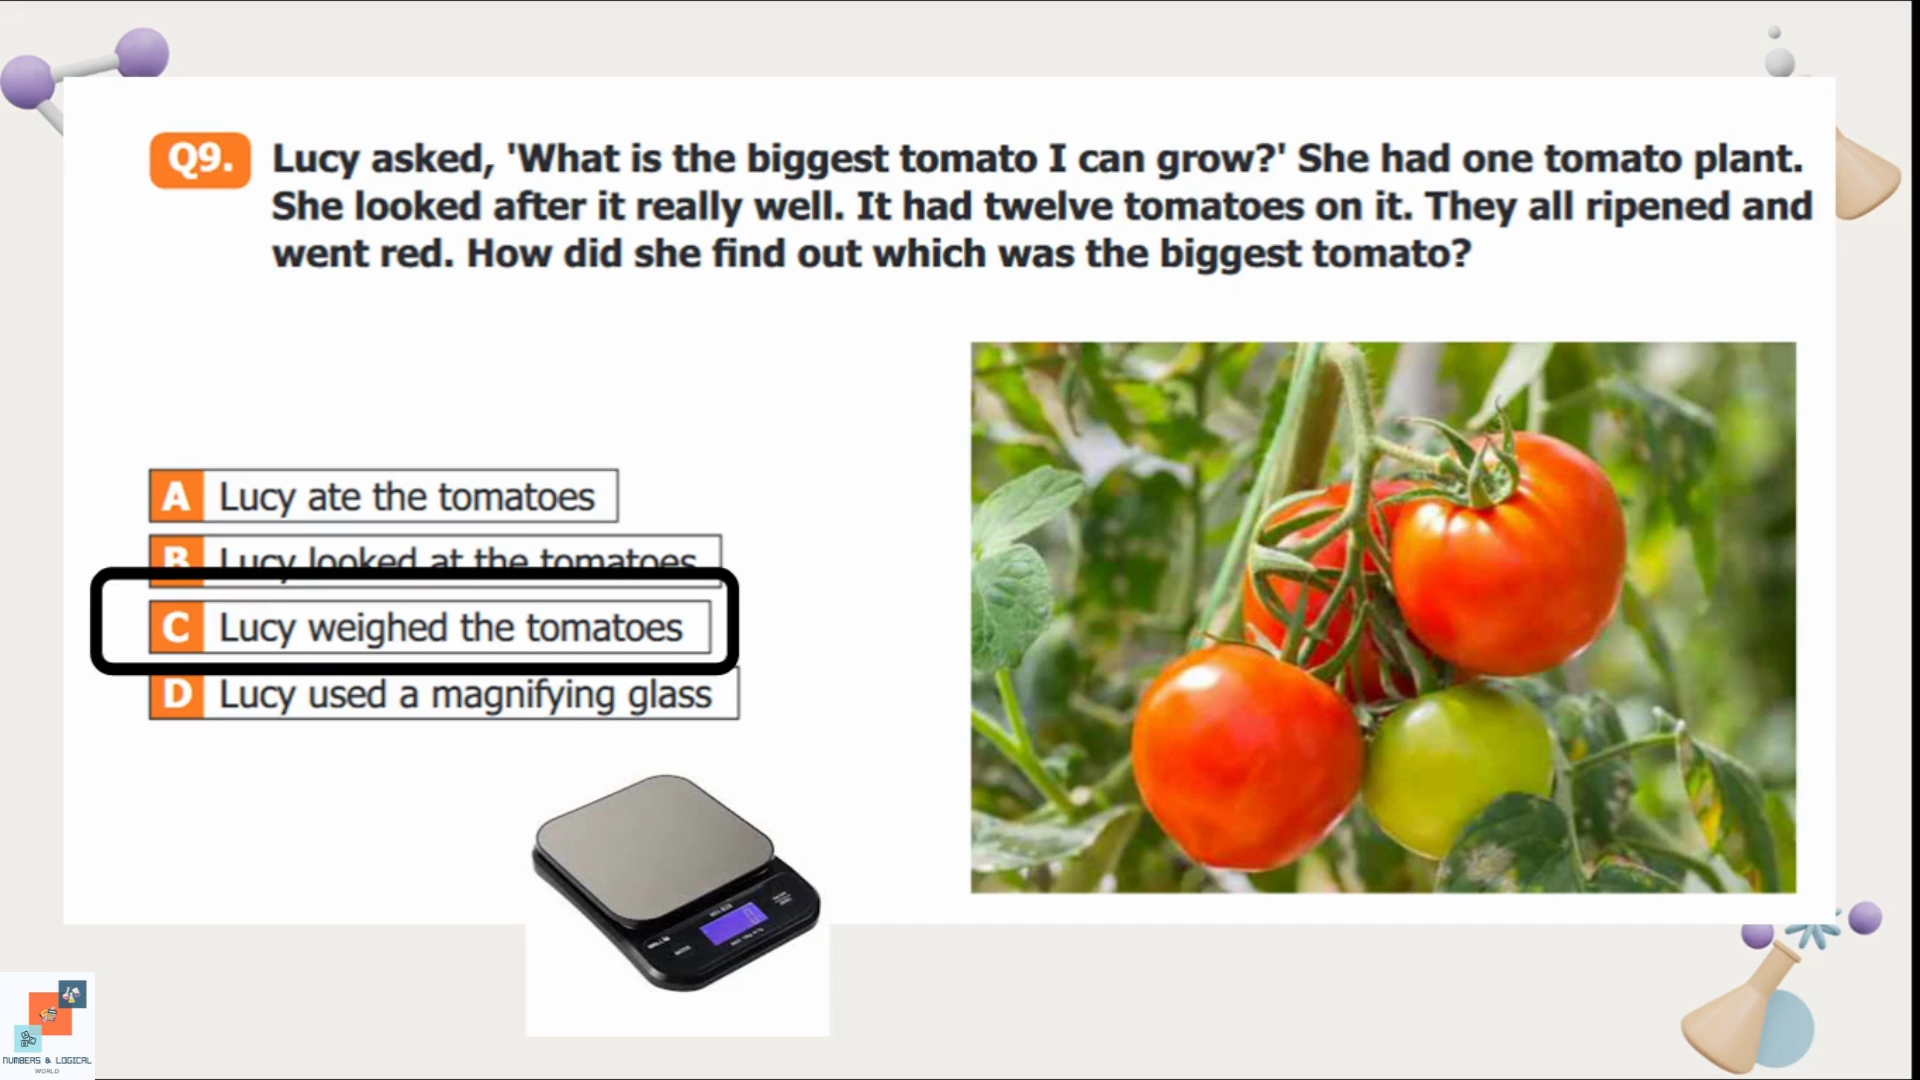 Q9. Lucy asked, 'What is the biggest tomato I can grow?' She had one tomato plant.
She looked after it really well. It had twelve tomatoes on it. They all ripened and
went red. How did she find out which was the biggest tomato?
A Lucy ate the tomatoes
B Lucy looked at the tomatoes
C Lucy weighed the tomatoes
D Lucy used a magnifying glass
NUMBERS & LOGICAL
WORLD